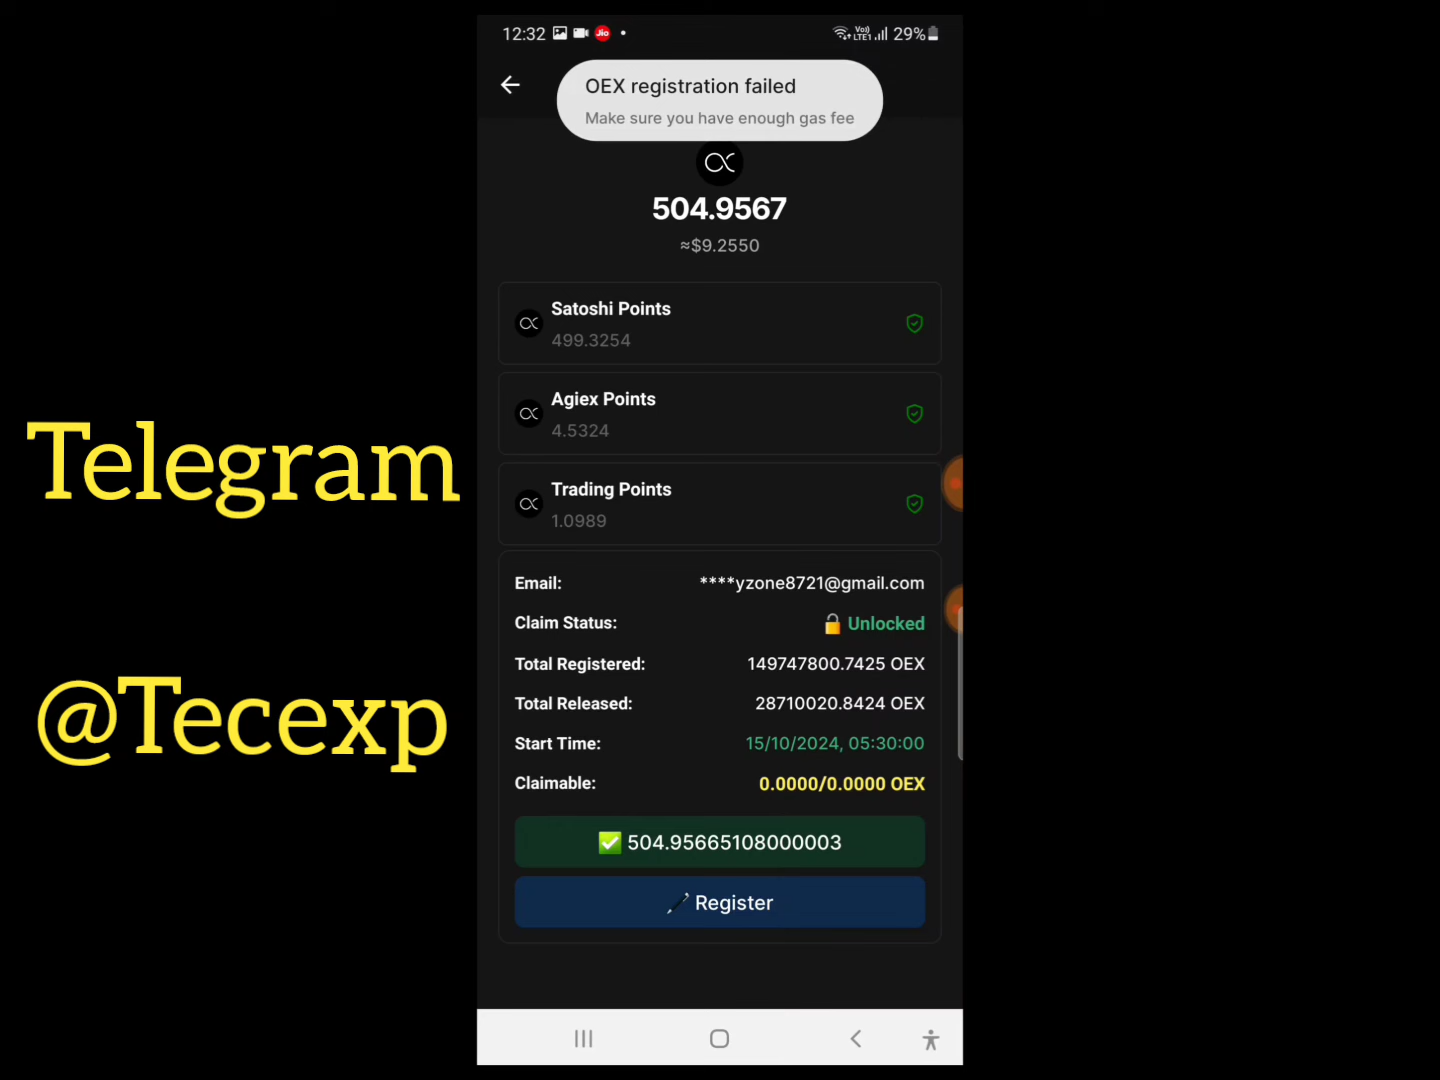 12:32 Jio Vo) LTE1 29%
OEX registration failed
Make sure you have enough gas fee
504.9567
≈$9.2550
Satoshi Points
499.3254
Agiex Points
4.5324
Trading Points
1.0989
Telegram
@Tecexp
Email: ****yzone8721@gmail.com
Claim Status: 🔓 Unlocked
Total Registered: 149747800.7425 OEX
Total Released: 28710020.8424 OEX
Start Time: 15/10/2024, 05:30:00
Claimable: 0.0000/0.0000 OEX
✅ 504.95665108000003
Register